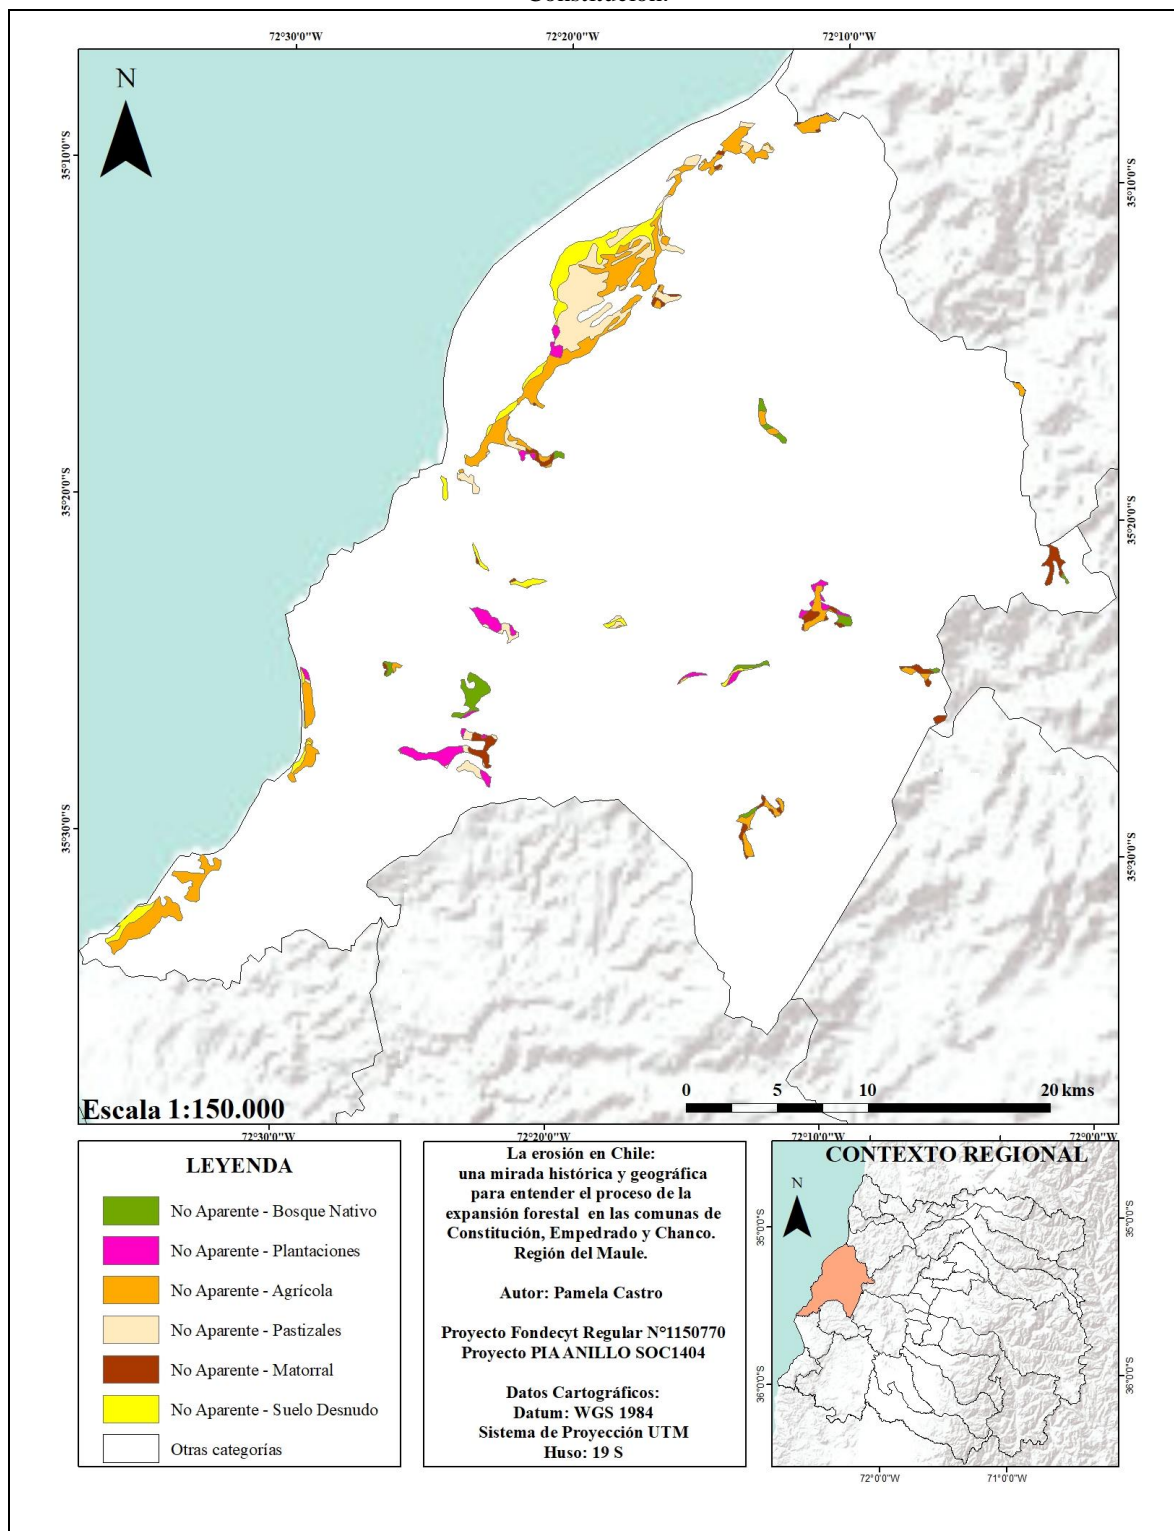 Constitución.
72°30'0"W
72°20'0"W
72°10'0"W
N
35°10'0"S
35°10'0"S
35°20'0"S
35°20'0"S
35°30'0"S
35°30'0"S
0 5 10 20 kms
Escala 1:150.000
72°30'0"W
72°20'0"W
72°10'0"W
72°0'0"W
LEYENDA
No Aparente - Bosque Nativo
No Aparente - Plantaciones
No Aparente - Agrícola
No Aparente - Pastizales
No Aparente - Matorral
No Aparente - Suelo Desnudo
Otras categorías
La erosión en Chile:
una mirada histórica y geográfica
para entender el proceso de la
expansión forestal en las comunas de
Constitución, Empedrado y Chanco.
Región del Maule.
Autor: Pamela Castro
Proyecto Fondecyt Regular N°1150770
Proyecto PIA ANILLO SOC1404
Datos Cartográficos:
Datum: WGS 1984
Sistema de Proyección UTM
Huso: 19 S
CONTEXTO REGIONAL
N
35°0'0"S
35°0'0"S
36°0'0"S
36°0'0"S
72°0'0"W
71°0'0"W